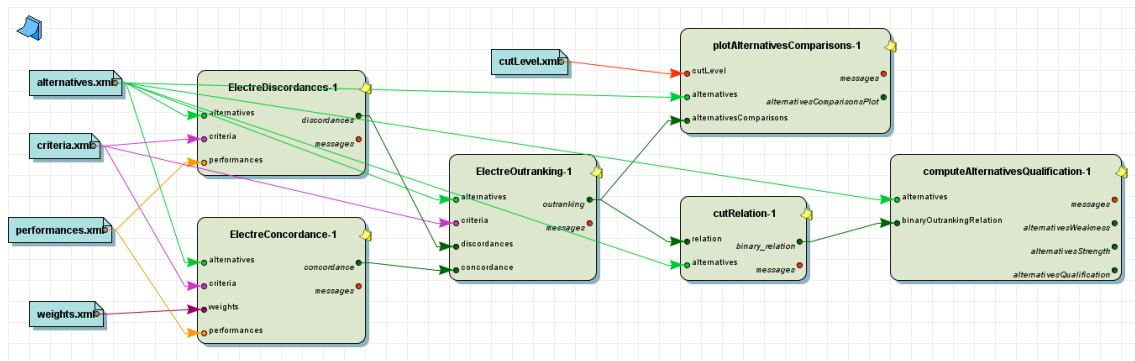 alternatives.xml
criteria.xml
performances.xml
weights.xml
ElectreDiscordances-1
alternatives
criteria
performances
discordances
messages
ElectreConcordance-1
alternatives
criteria
weights
performances
concordance
messages
cutLevel.xml
ElectreOutranking-1
alternatives
criteria
discordances
concordance
outranking
messages
plotAlternativesComparisons-1
cutLevel
alternatives
alternativesComparisons
messages
alternativesComparisonsPlot
cutRelation-1
relation
alternatives
binary_relation
messages
computeAlternativesQualification-1
alternatives
binaryOutrankingRelation
messages
alternativesWeakness
alternativesStrength
alternativesQualification